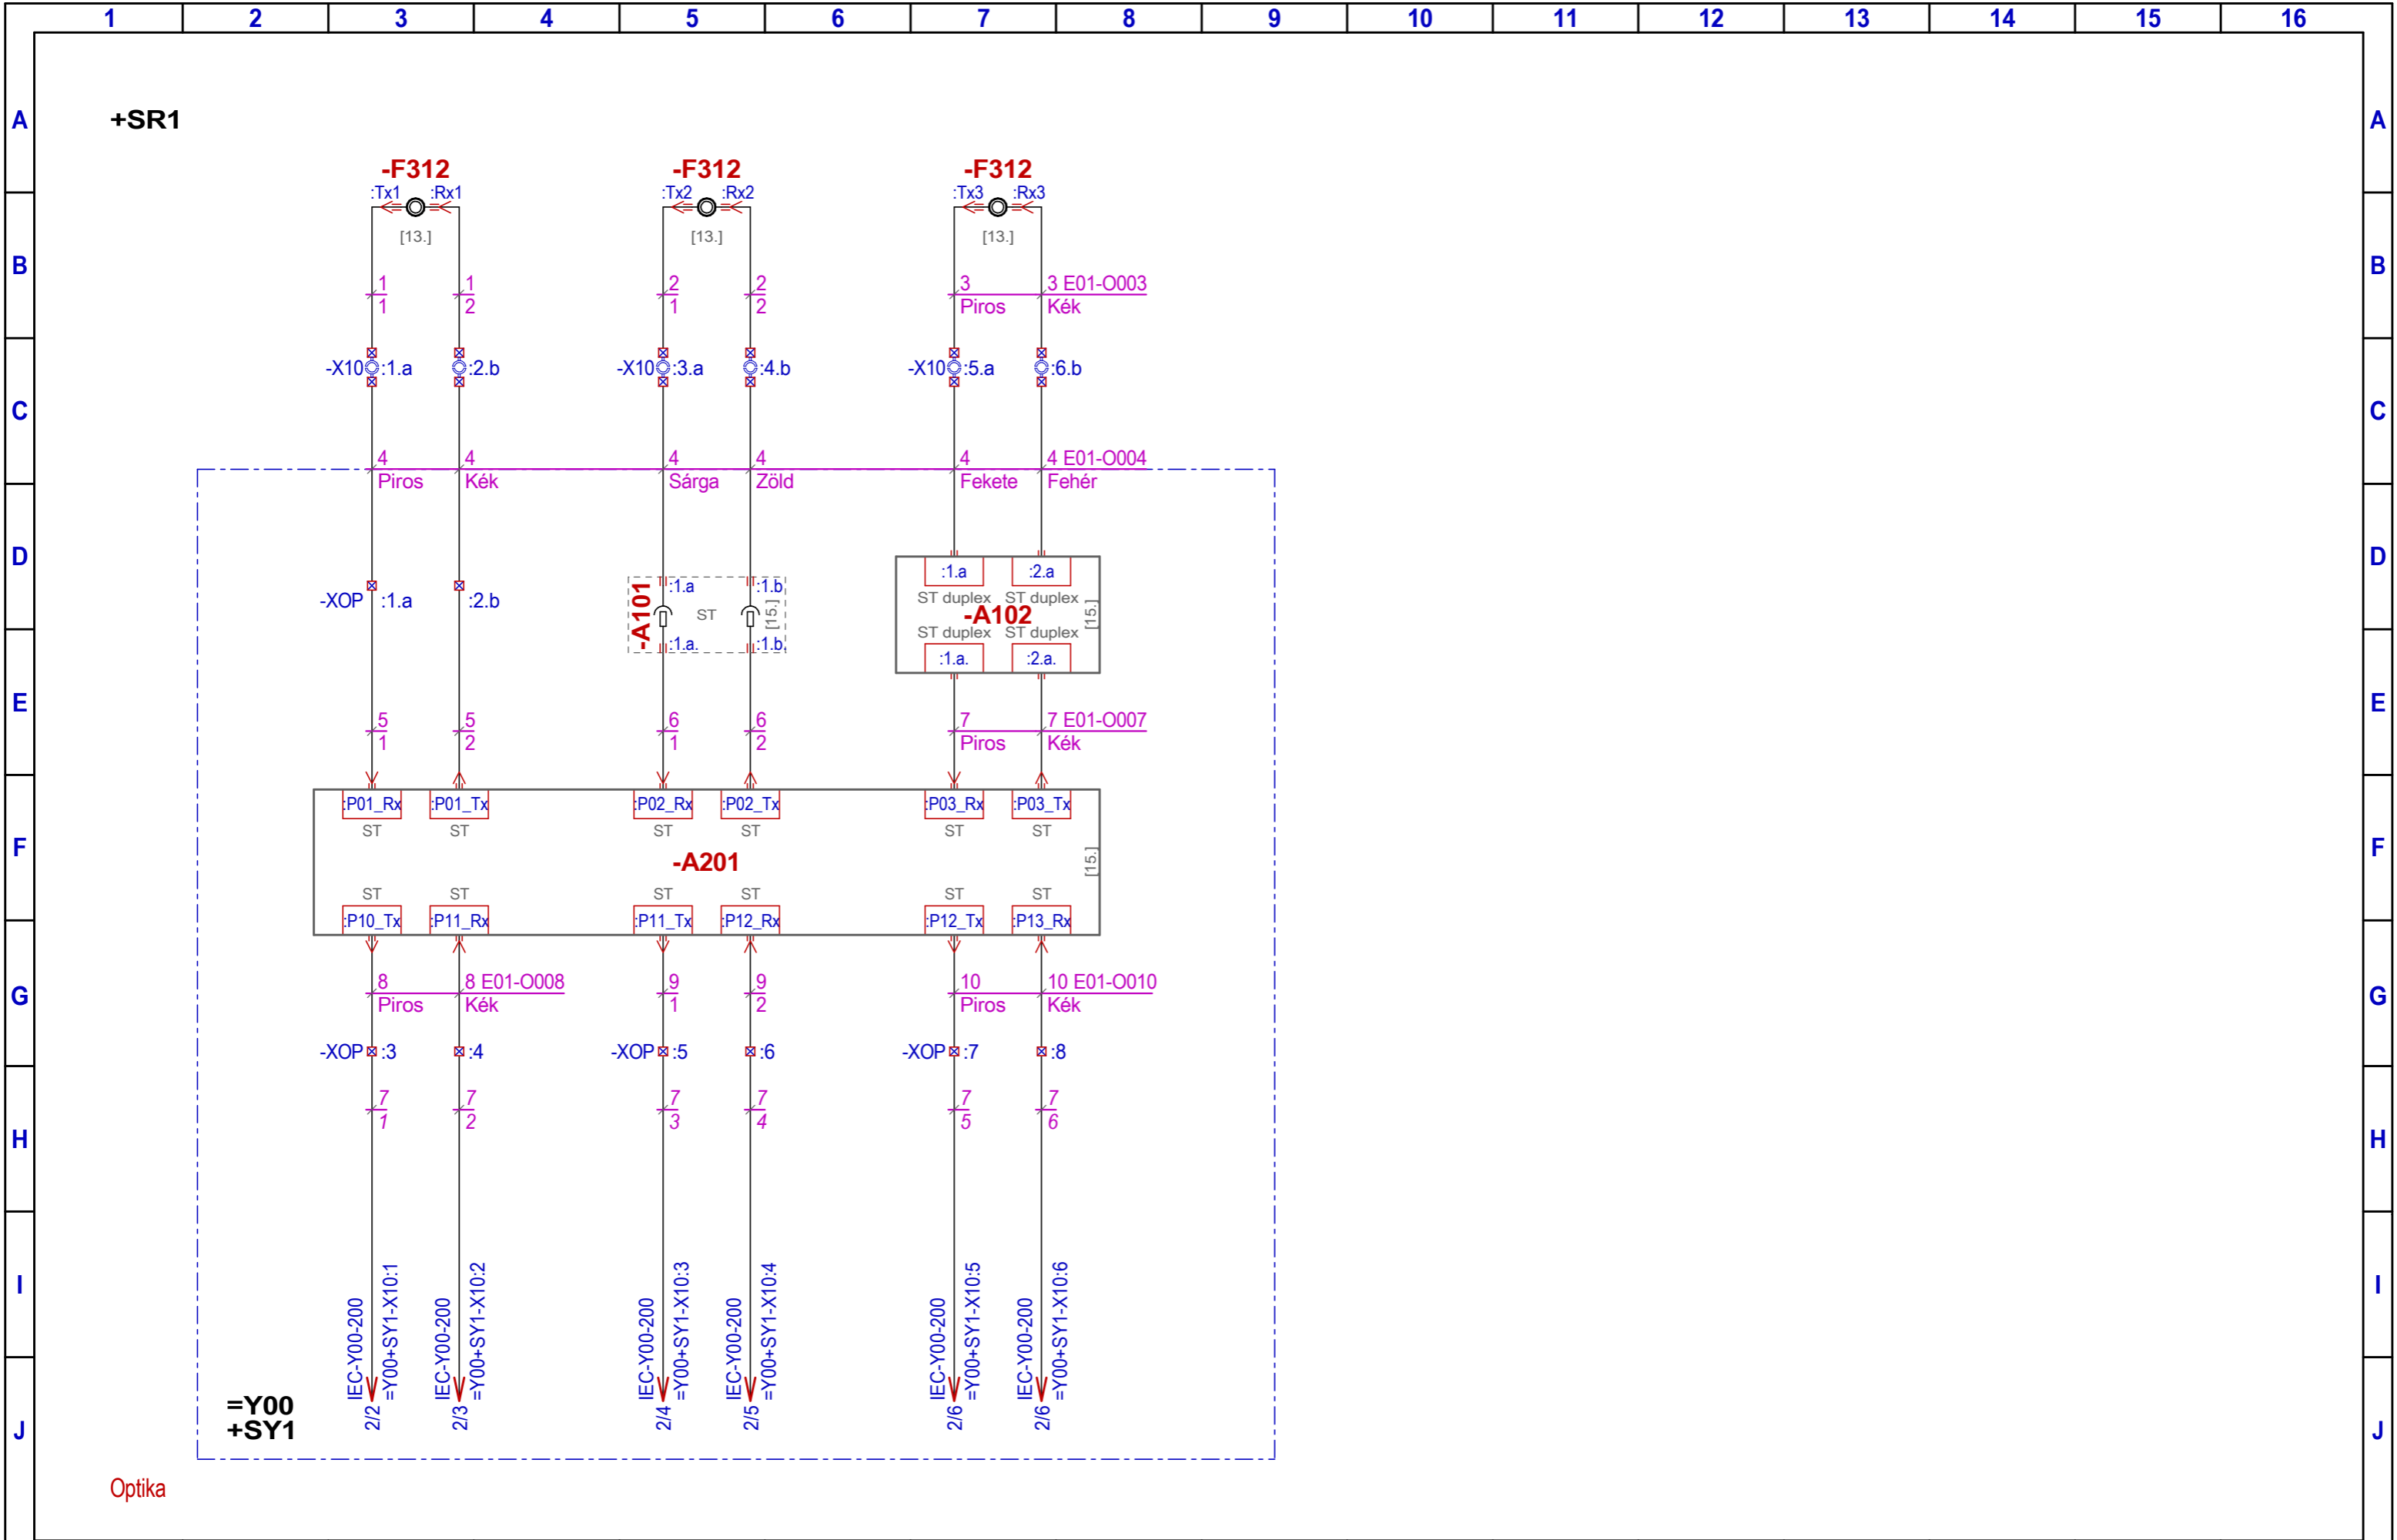 1 2 3 4 5 6 7 8 9 10 11 12 13 14 15 16
A +SR1 A
-F312 -F312 -F312
:Tx1 :Rx1 :Tx2 :Rx2 :Tx3 :Rx3
[13.] [13.] [13.]
B B
1 1 2 2 3 3 E01-O003
1 2 1 2 Piros Kék
-X10 :1.a :2.b -X10 :3.a :4.b -X10 :5.a :6.b
C C
4 4 4 4 4 4 E01-O004
Piros Kék Sárga Zöld Fekete Fehér
D D
-XOP :1.a :2.b
-A101 :1.a :1.b
ST [15.]
:1.a. :1.b.
:1.a :2.a
ST duplex ST duplex
-A102 [15.]
ST duplex ST duplex
:1.a. :2.a.
E E
5 5 6 6 7 7 E01-O007
1 2 1 2 Piros Kék
:P01_Rx :P01_Tx :P02_Rx :P02_Tx :P03_Rx :P03_Tx
ST ST ST ST ST ST
F -A201 [15.] F
ST ST ST ST ST ST
:P10_Tx :P11_Rx :P11_Tx :P12_Rx :P12_Tx :P13_Rx
8 8 E01-O008 9 9 10 10 E01-O010
G G
Piros Kék 1 2 Piros Kék
-XOP :3 :4 -XOP :5 :6 -XOP :7 :8
7 7 7 7 7 7
1 2 3 4 5 6
H H
I I
IEC-Y00-200
=Y00+SY1-X10:1
2/2
IEC-Y00-200
=Y00+SY1-X10:2
2/3
IEC-Y00-200
=Y00+SY1-X10:3
2/4
IEC-Y00-200
=Y00+SY1-X10:4
2/5
IEC-Y00-200
=Y00+SY1-X10:5
2/6
IEC-Y00-200
=Y00+SY1-X10:6
2/6
=Y00
+SY1
J J
Optika